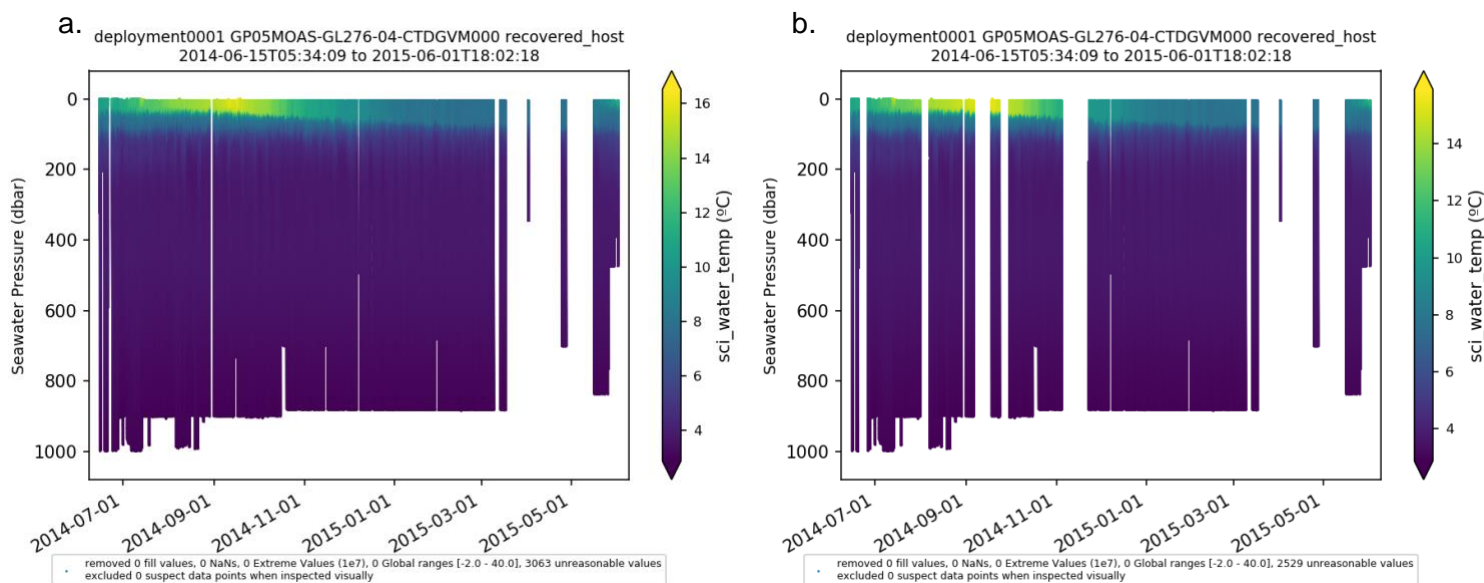 a.
deployment0001 GP05MOAS-GL276-04-CTDGVM000 recovered_host
2014-06-15T05:34:09 to 2015-06-01T18:02:18
0
200
400
600
800
1000
Seawater Pressure (dbar)
2014-07-01
2014-09-01
2014-11-01
2015-01-01
2015-03-01
2015-05-01
16
14
12
10
8
6
4
sci_water_temp (ºC)
removed 0 fill values, 0 NaNs, 0 Extreme Values (1e7), 0 Global ranges [-2.0 - 40.0], 3063 unreasonable values
excluded 0 suspect data points when inspected visually
b.
deployment0001 GP05MOAS-GL276-04-CTDGVM000 recovered_host
2014-06-15T05:34:09 to 2015-06-01T18:02:18
0
200
400
600
800
1000
Seawater Pressure (dbar)
2014-07-01
2014-09-01
2014-11-01
2015-01-01
2015-03-01
2015-05-01
14
12
10
8
6
4
sci_water_temp (ºC)
removed 0 fill values, 0 NaNs, 0 Extreme Values (1e7), 0 Global ranges [-2.0 - 40.0], 2529 unreasonable values
excluded 0 suspect data points when inspected visually